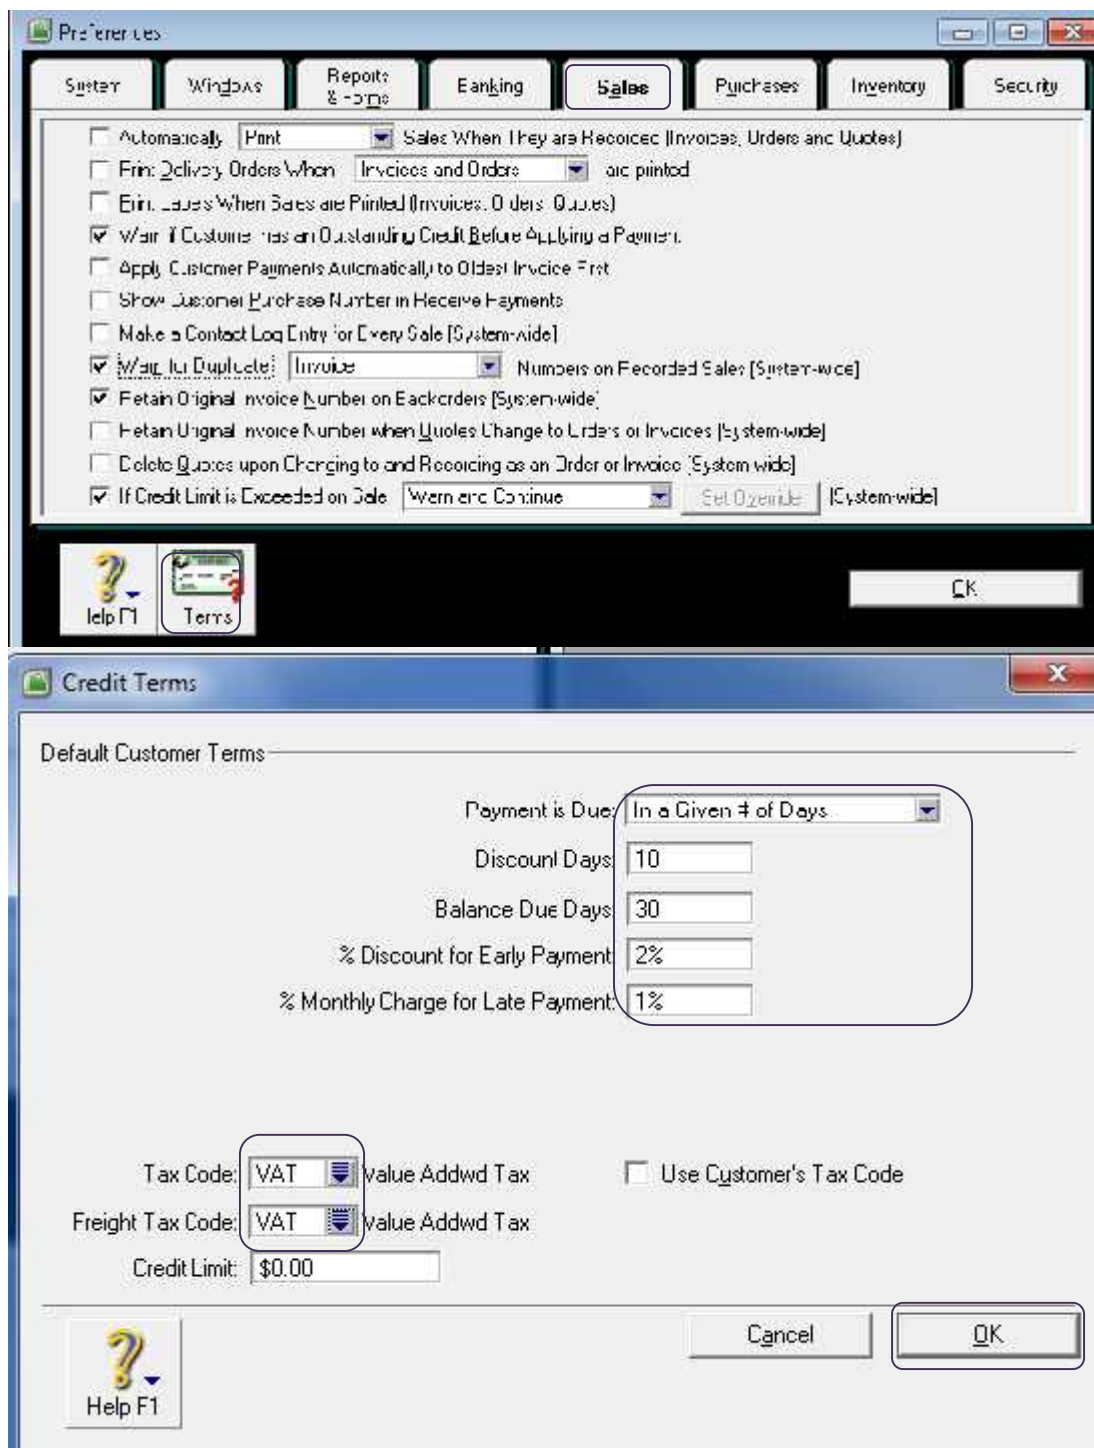 Preferences
System Windows Reports & Forms Banking Sales Purchases Inventory Security
Automatically Print Sales When They are Recorded (Invoices, Orders and Quotes)
Print Delivery Orders When Invoices and Orders are printed
Print Labels When Sales are Printed (Invoices, Orders, Quotes)
Warn if Customer has an Outstanding Credit Before Applying a Payment
Apply Customer Payments Automatically to Oldest Invoice First
Show Customer Purchase Number in Receive Payments
Make a Contact Log Entry for Every Sale [System-wide]
Warn for Duplicate Invoice Numbers on Recorded Sales [System-wide]
Retain Original Invoice Number on Backorders [System-wide]
Retain Original Invoice Number when Quotes Change to Orders or Invoices [System-wide]
Delete Quotes upon Changing to and Recording as an Order or Invoice [System-wide]
If Credit Limit is Exceeded on Sale Warn and Continue Set Override [System-wide]
Help F1 Terms OK
Credit Terms
Default Customer Terms
Payment is Due: In a Given # of Days
Discount Days: 10
Balance Due Days: 30
% Discount for Early Payment: 2%
% Monthly Charge for Late Payment: 1%
Tax Code: VAT Value Addwd Tax Use Customer's Tax Code
Freight Tax Code: VAT Value Addwd Tax
Credit Limit: $0.00
Cancel OK
Help F1